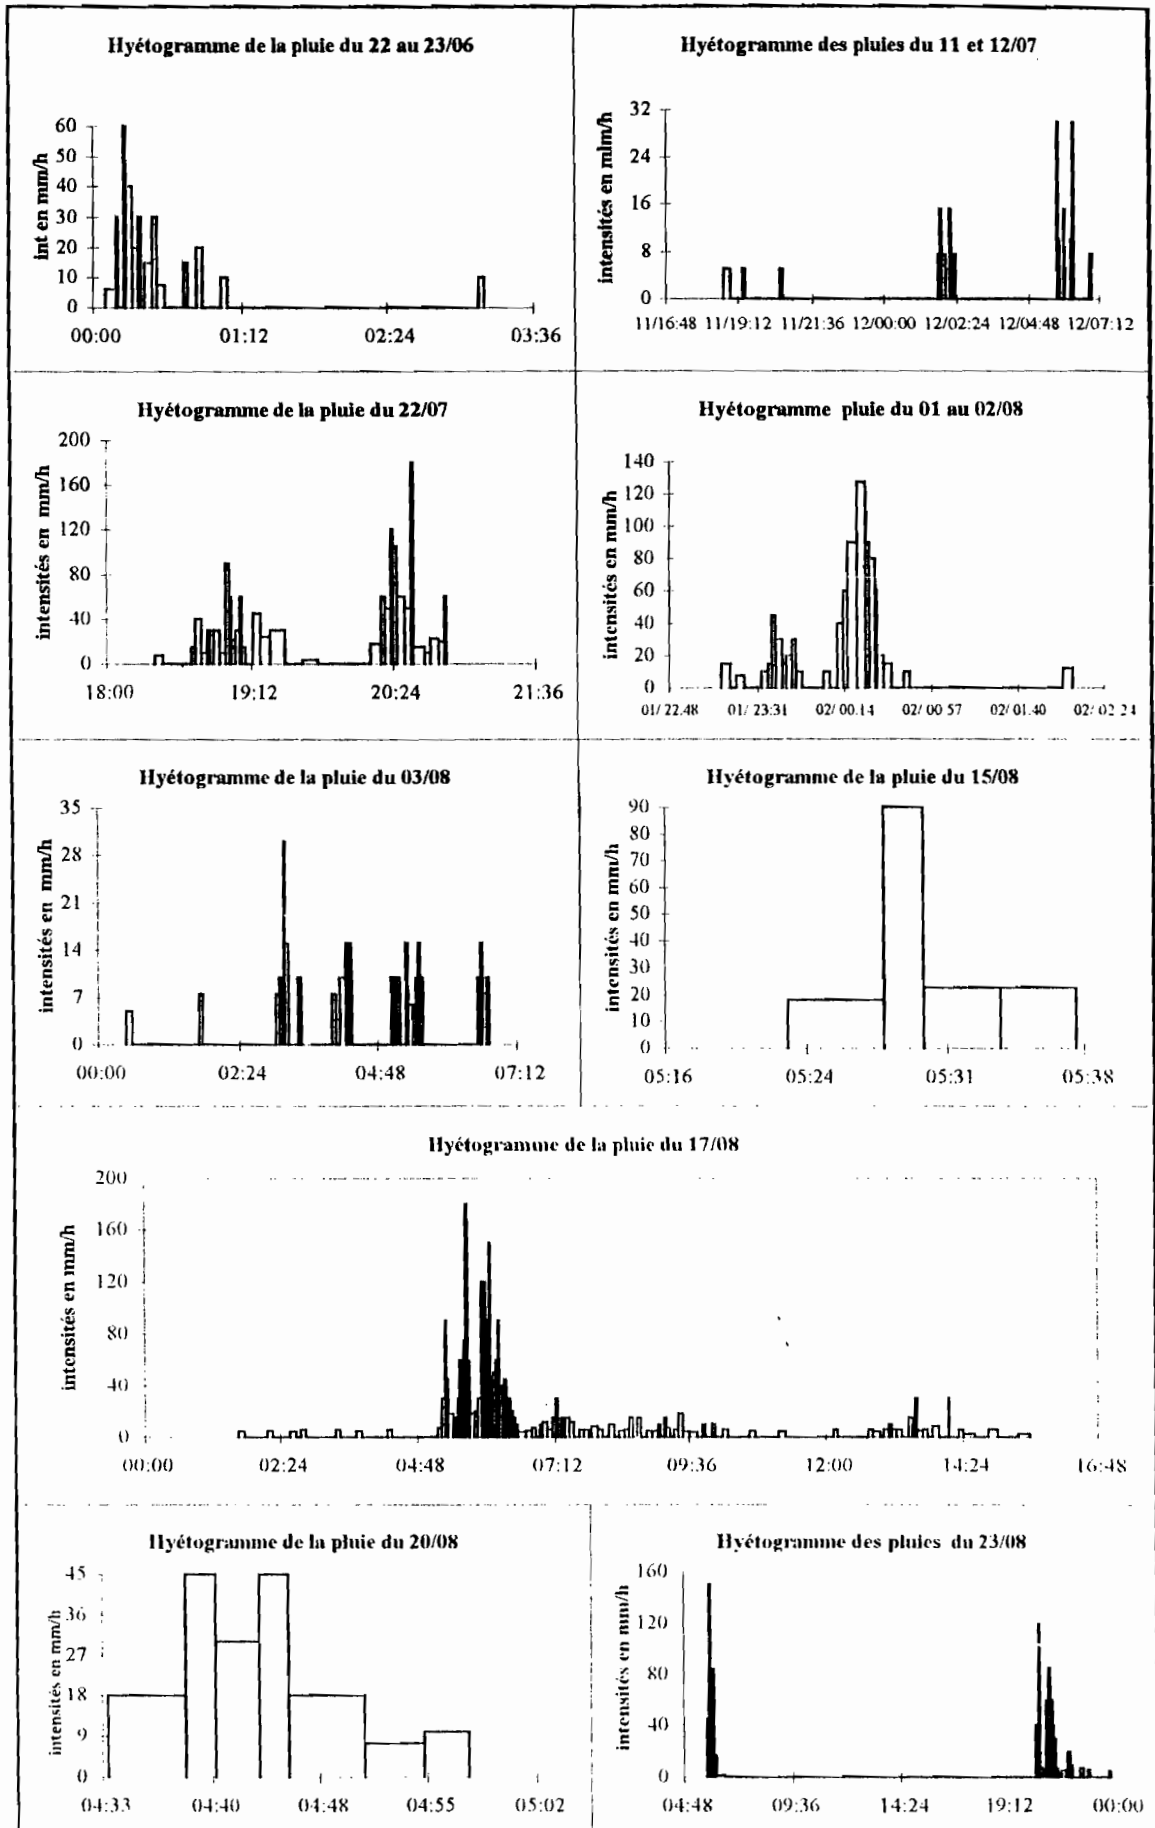 Hyétogramme de la pluie du 22 au 23/06
int en mm/h
60
50
40
30
20
10
0
00:00 01:12 02:24 03:36
Hyétogramme des pluies du 11 et 12/07
intensités en mlm/h
32
24
16
8
0
11/16:48 11/19:12 11/21:36 12/00:00 12/02:24 12/04:48 12/07:12
Hyétogramme de la pluie du 22/07
intensités en mm/h
200
160
120
80
40
0
18:00 19:12 20:24 21:36
Hyétogramme pluie du 01 au 02/08
intensités en mm/h
140
120
100
80
60
40
20
0
01/ 22.48 01/ 23:31 02/ 00.14 02/ 00 57 02/ 01.40 02/ 02 24
Hyétogramme de la pluie du 03/08
intensités en mm/h
35
28
21
14
7
0
00:00 02:24 04:48 07:12
Hyétogramme de la pluie du 15/08
intensités en mm/h
90
80
70
60
50
40
30
20
10
0
05:16 05:24 05:31 05:38
Hyétogramme de la pluie du 17/08
intensités en mm/h
200
160
120
80
40
0
00:00 02:24 04:48 07:12 09:36 12:00 14:24 16:48
Hyétogramme de la pluie du 20/08
intensités en mm/h
45
36
27
18
9
0
04:33 04:40 04:48 04:55 05:02
Hyétogramme des pluies du 23/08
intensités en mm/h
160
120
80
40
0
04:48 09:36 14:24 19:12 00:00